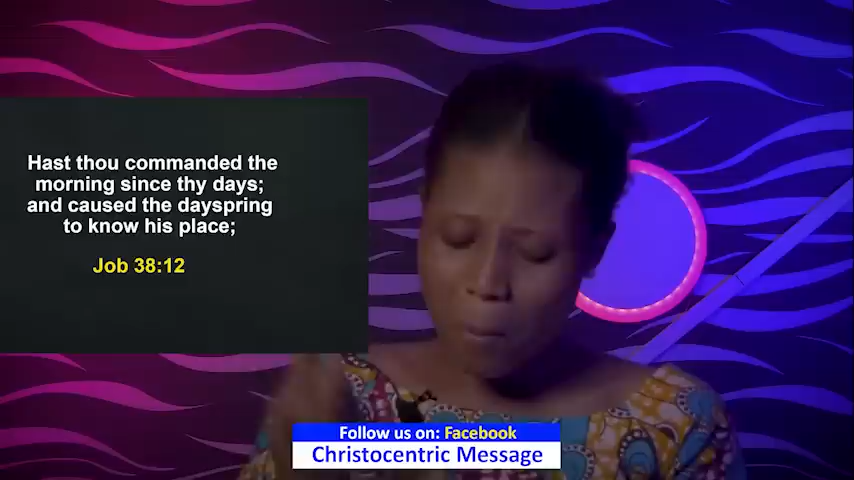 Hast thou commanded the
morning since thy days;
and caused the dayspring
to know his place;
Job 38:12
Follow us on: Facebook
Christocentric Message